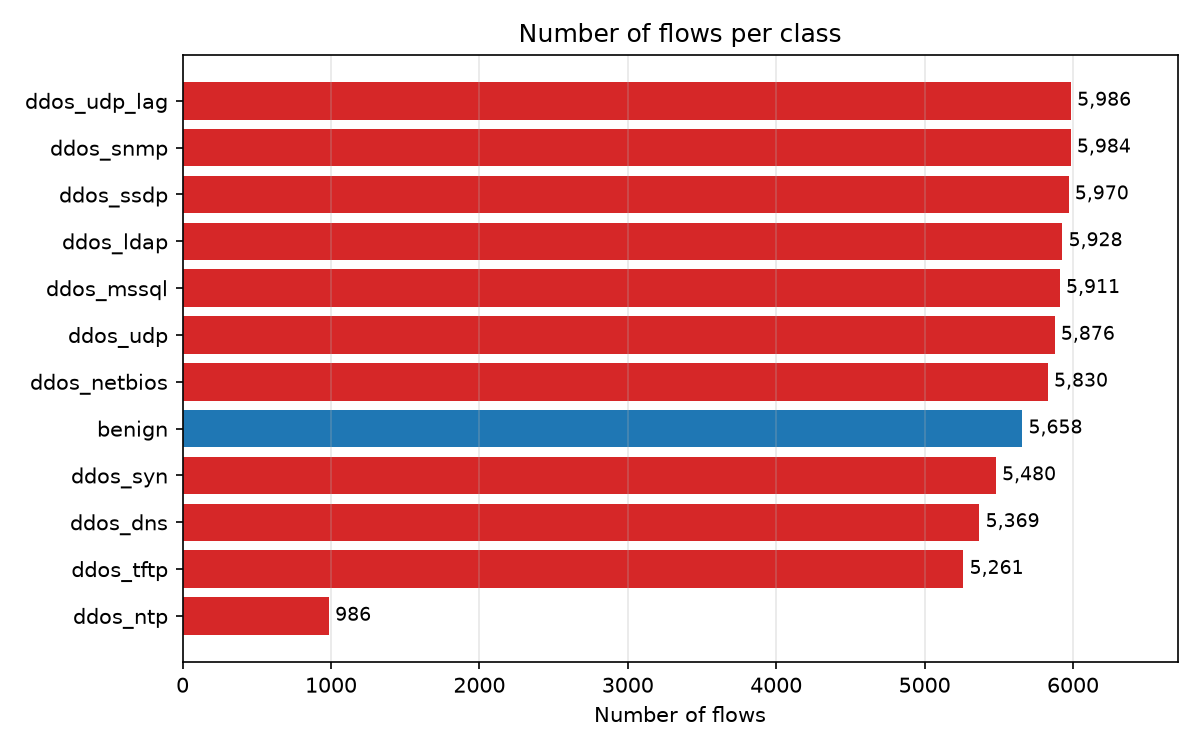 Number of flows per class
ddos_udp_lag 5,986
ddos_snmp 5,984
ddos_ssdp 5,970
ddos_ldap 5,928
ddos_mssql 5,911
ddos_udp 5,876
ddos_netbios 5,830
benign 5,658
ddos_syn 5,480
ddos_dns 5,369
ddos_tftp 5,261
ddos_ntp 986
0 1000 2000 3000 4000 5000 6000
Number of flows